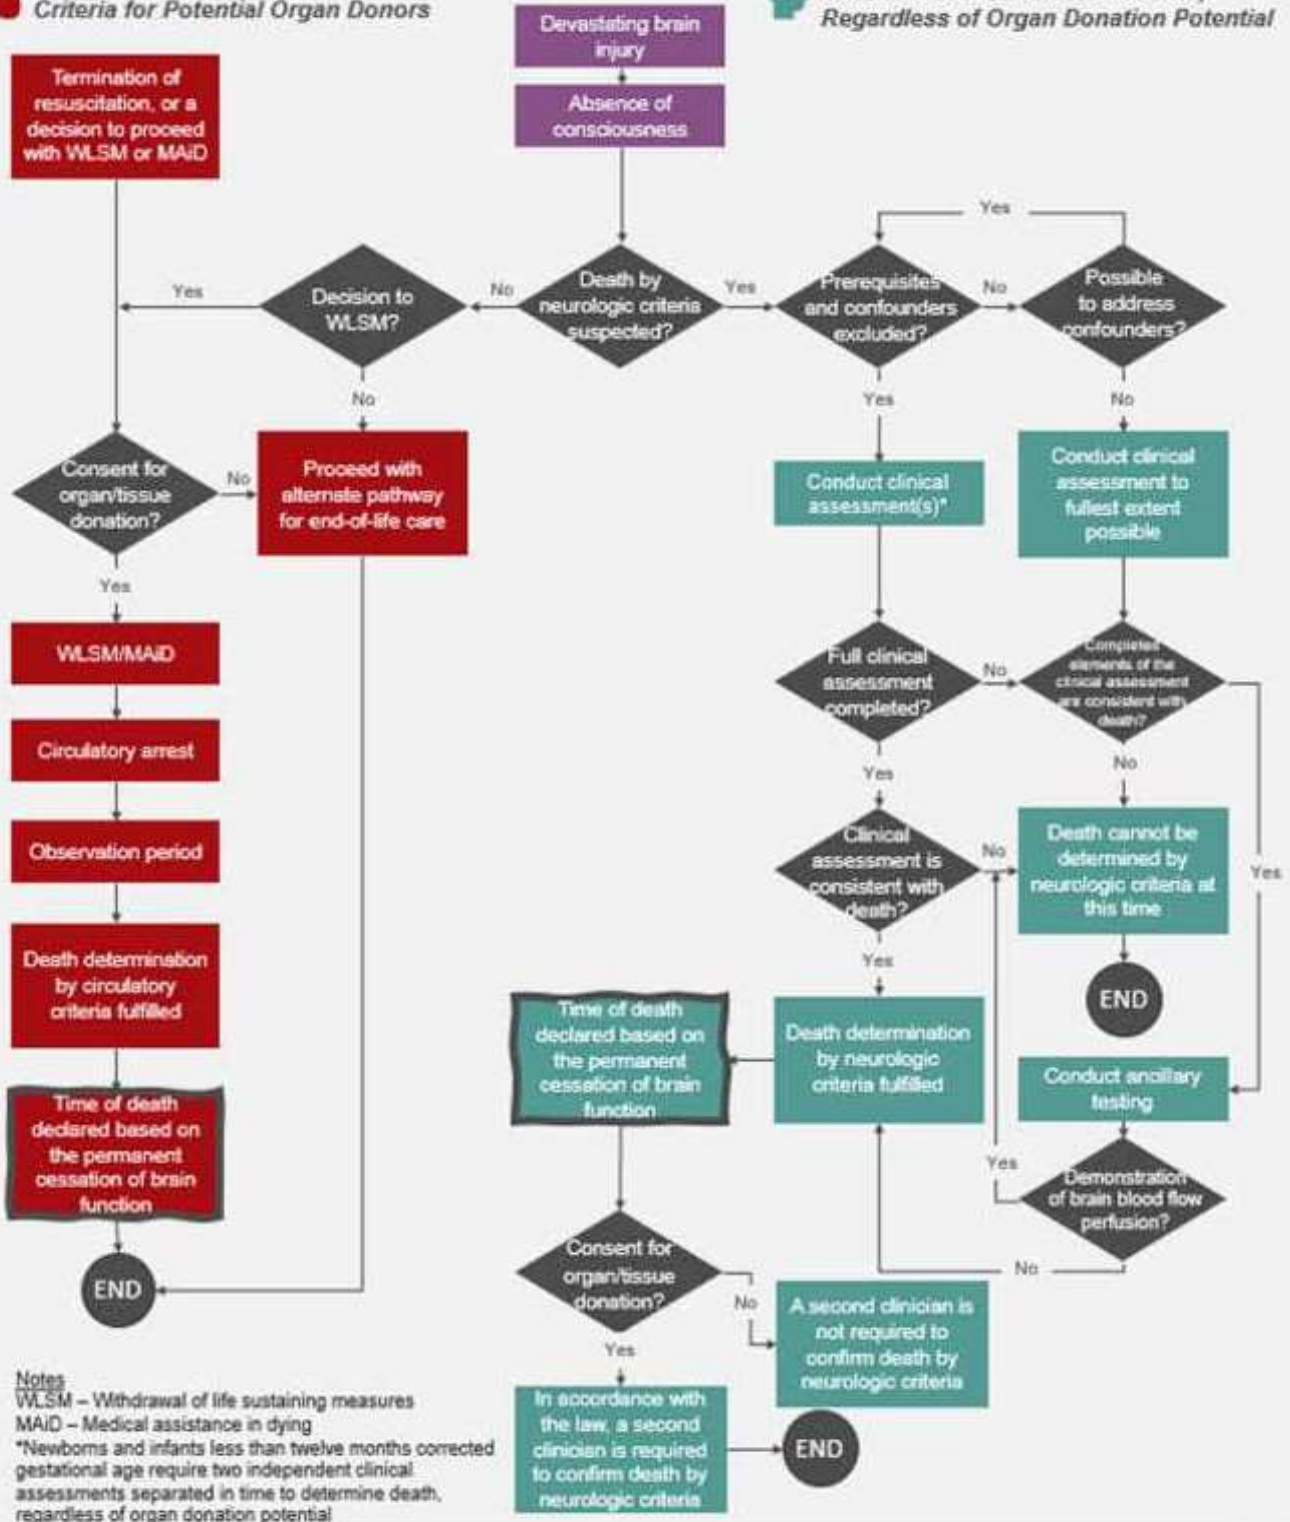 Criteria for Potential Organ Donors
Regardless of Organ Donation Potential
Devastating brain
injury
Absence of
consciousness
Termination of
resuscitation, or a
decision to proceed
with WLSM or MAiD
Yes
Yes
Decision to
WLSM?
No
Death by
neurologic criteria
suspected?
Yes
Prerequisites
and confounders
excluded?
No
Possible
to address
confounders?
No
Yes
No
Consent for
organ/tissue
donation?
No
Proceed with
alternate pathway
for end-of-life care
Conduct clinical
assessment(s)*
Conduct clinical
assessment to
fullest extent
possible
Yes
WLSM/MAiD
Circulatory arrest
Observation period
Death determination
by circulatory
criteria fulfilled
Time of death
declared based on
the permanent
cessation of brain
function
END
Full clinical
assessment
completed?
No
Completed
elements of the
clinical assessment
are consistent with
death?
Yes
No
Yes
Clinical
assessment is
consistent with
death?
No
Death cannot be
determined by
neurologic criteria at
this time
END
Yes
Death determination
by neurologic
criteria fulfilled
Time of death
declared based on
the permanent
cessation of brain
function
Conduct ancillary
testing
Yes
Demonstration
of brain blood flow
perfusion?
No
Consent for
organ/tissue
donation?
No
A second clinician is
not required to
confirm death by
neurologic criteria
Yes
In accordance with
the law, a second
clinician is required
to confirm death by
neurologic criteria
END
Notes
WLSM – Withdrawal of life sustaining measures
MAiD – Medical assistance in dying
*Newborns and infants less than twelve months corrected
gestational age require two independent clinical
assessments separated in time to determine death,
regardless of organ donation potential